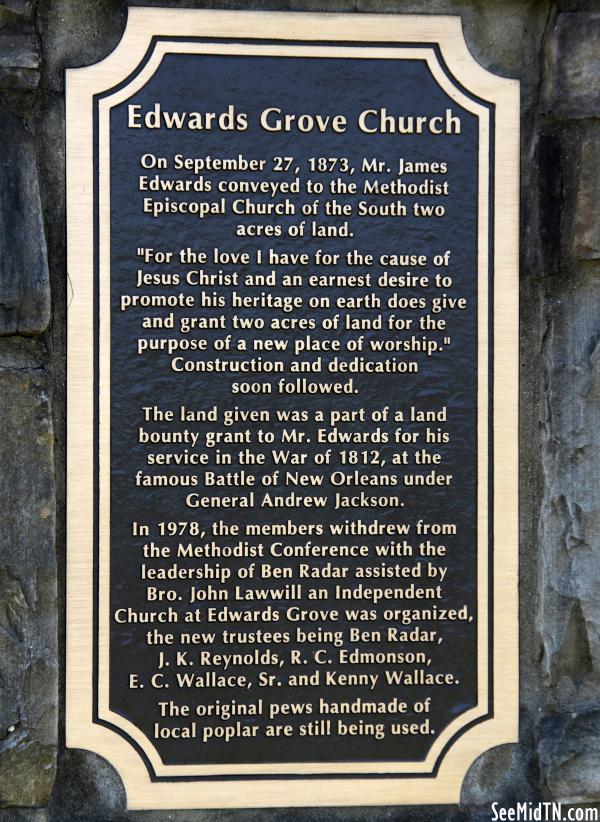 Edwards Grove Church
On September 27, 1873, Mr. James
Edwards conveyed to the Methodist
Episcopal Church of the South two
acres of land.
"For the love I have for the cause of
Jesus Christ and an earnest desire to
promote his heritage on earth does give
and grant two acres of land for the
purpose of a new place of worship."
Construction and dedication
soon followed.
The land given was a part of a land
bounty grant to Mr. Edwards for his
service in the War of 1812, at the
famous Battle of New Orleans under
General Andrew Jackson.
In 1978, the members withdrew from
the Methodist Conference with the
leadership of Ben Radar assisted by
Bro. John Lawwill an Independent
Church at Edwards Grove was organized,
the new trustees being Ben Radar,
J. K. Reynolds, R. C. Edmonson,
E. C. Wallace, Sr. and Kenny Wallace.
The original pews handmade of
local poplar are still being used.
SeeMidTN.com